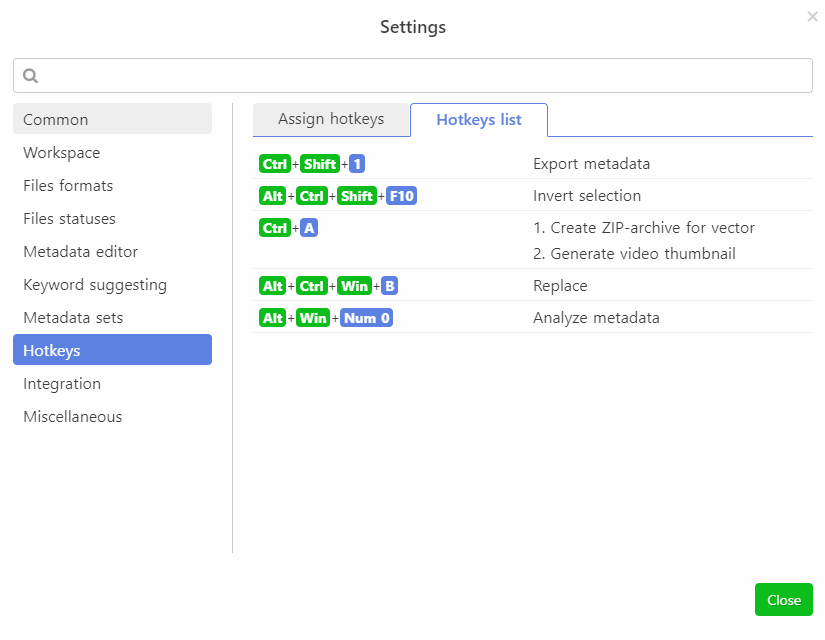 Settings
Common
Workspace
Files formats
Files statuses
Metadata editor
Keyword suggesting
Metadata sets
Hotkeys
Integration
Miscellaneous
Assign hotkeys
Hotkeys list
Ctrl+Shift+1 Export metadata
Alt+Ctrl+Shift+F10 Invert selection
Ctrl+A 1. Create ZIP-archive for vector
2. Generate video thumbnail
Alt+Ctrl+Win+B Replace
Alt+Win+Num 0 Analyze metadata
Close